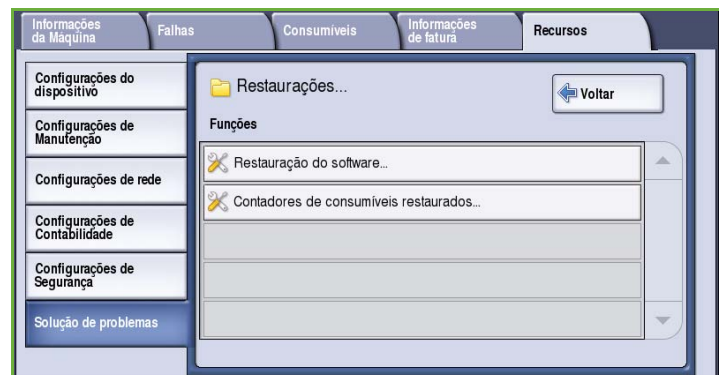 Informações
da Máquina
Falhas
Consumíveis
Informações
de fatura
Recursos
Configurações do
dispositivo
Configurações de
Manutenção
Configurações de rede
Configurações de
Contabilidade
Configurações de
Segurança
Solução de problemas
Restaurações...
Voltar
Funções
Restauração do software...
Contadores de consumíveis restaurados...